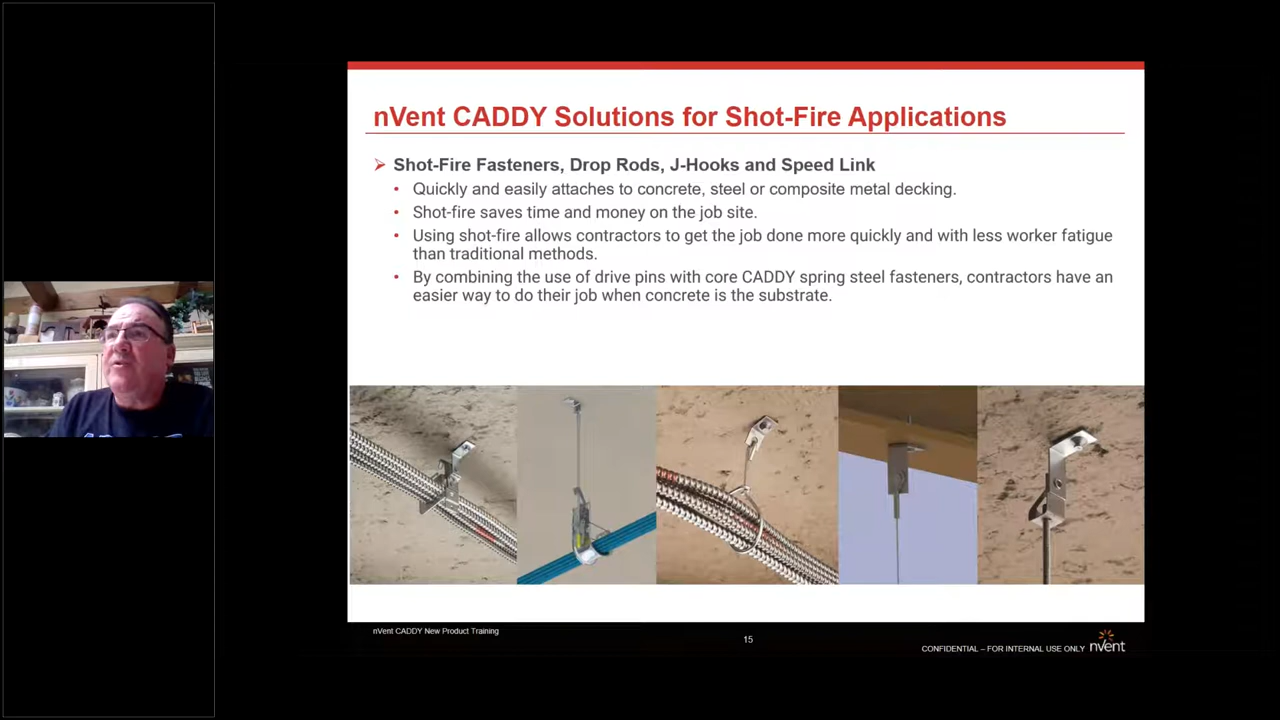 nVent CADDY Solutions for Shot-Fire Applications
Shot-Fire Fasteners, Drop Rods, J-Hooks and Speed Link
Quickly and easily attaches to concrete, steel or composite metal decking.
Shot-fire saves time and money on the job site.
Using shot-fire allows contractors to get the job done more quickly and with less worker fatigue
than traditional methods.
By combining the use of drive pins with core CADDY spring steel fasteners, contractors have an
easier way to do their job when concrete is the substrate.
nVent CADDY New Product Training
15
CONFIDENTIAL – FOR INTERNAL USE ONLY
nVent